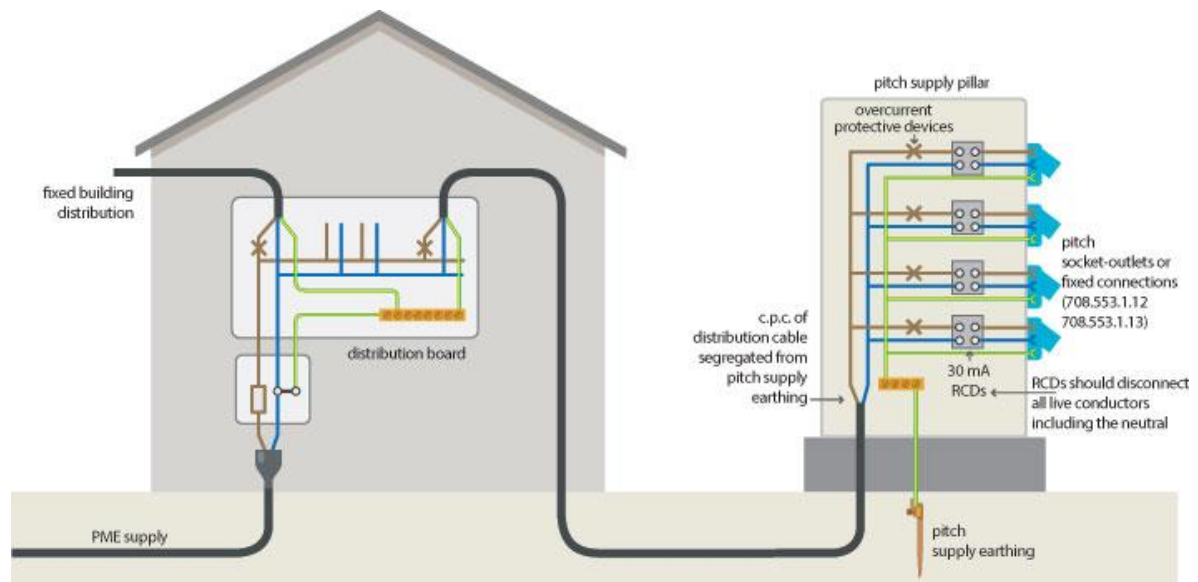 pitch supply pillar
overcurrent
protective devices
fixed building
distribution
pitch
socket-outlets or
fixed connections
(708.553.1.12
708.553.1.13)
c.p.c. of
distribution cable
segregated from
pitch supply
earthing
distribution board
30 mA
RCDs
RCDs should disconnect
all live conductors
including the neutral
PME supply
pitch
supply earthing